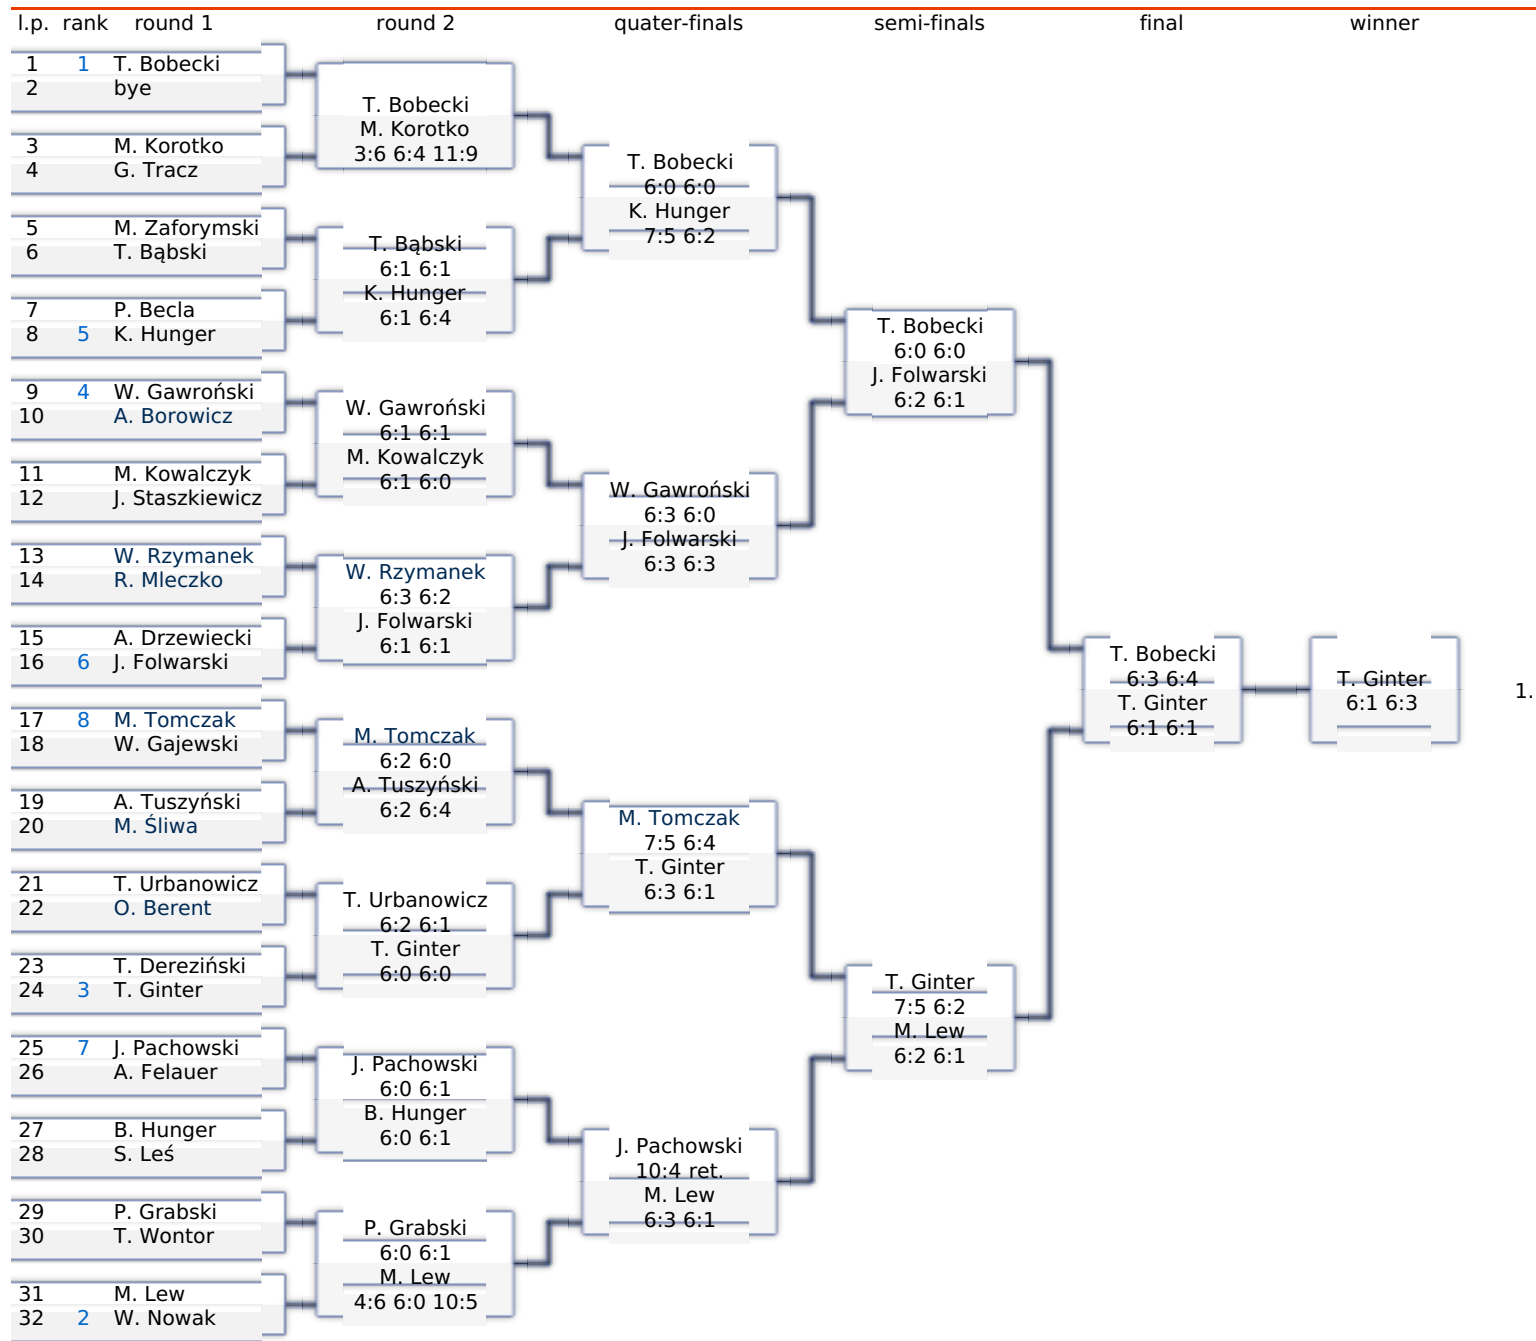 l.p. rank round 1 round 2 quater-finals semi-finals final winner
1 1 T. Bobecki
2 bye
3 M. Korotko
4 G. Tracz
5 M. Zaforymski
6 T. Bąbski
7 P. Becla
8 5 K. Hunger
9 4 W. Gawroński
10 A. Borowicz
11 M. Kowalczyk
12 J. Staszkiewicz
13 W. Rzymanek
14 R. Mleczko
15 A. Drzewiecki
16 6 J. Folwarski
17 8 M. Tomczak
18 W. Gajewski
19 A. Tuszyński
20 M. Śliwa
21 T. Urbanowicz
22 O. Berent
23 T. Dereziński
24 3 T. Ginter
25 7 J. Pachowski
26 A. Felauer
27 B. Hunger
28 S. Leś
29 P. Grabski
30 T. Wontor
31 M. Lew
32 2 W. Nowak
T. Bobecki
M. Korotko
3:6 6:4 11:9
T. Bąbski
6:1 6:1
K. Hunger
6:1 6:4
W. Gawroński
6:1 6:1
M. Kowalczyk
6:1 6:0
W. Rzymanek
6:3 6:2
J. Folwarski
6:1 6:1
M. Tomczak
6:2 6:0
A. Tuszyński
6:2 6:4
T. Urbanowicz
6:2 6:1
T. Ginter
6:0 6:0
J. Pachowski
6:0 6:1
B. Hunger
6:0 6:1
P. Grabski
6:0 6:1
M. Lew
4:6 6:0 10:5
T. Bobecki
6:0 6:0
K. Hunger
7:5 6:2
W. Gawroński
6:3 6:0
J. Folwarski
6:3 6:3
M. Tomczak
7:5 6:4
T. Ginter
6:3 6:1
J. Pachowski
10:4 ret.
M. Lew
6:3 6:1
T. Bobecki
6:0 6:0
J. Folwarski
6:2 6:1
T. Ginter
7:5 6:2
M. Lew
6:2 6:1
T. Bobecki
6:3 6:4
T. Ginter
6:1 6:1
T. Ginter
6:1 6:3
1.